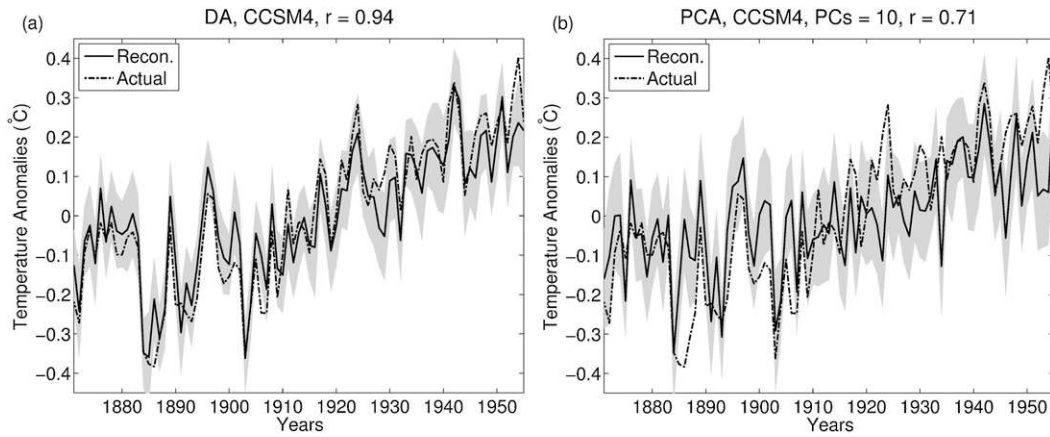 (a)
DA, CCSM4, r = 0.94
Recon.
Actual
0.4
0.3
0.2
0.1
0
−0.1
−0.2
−0.3
−0.4
Temperature Anomalies (°C)
1880 1890 1900 1910 1920 1930 1940 1950
Years
(b)
PCA, CCSM4, PCs = 10, r = 0.71
Recon.
Actual
0.4
0.3
0.2
0.1
0
−0.1
−0.2
−0.3
−0.4
Temperature Anomalies (°C)
1880 1890 1900 1910 1920 1930 1940 1950
Years